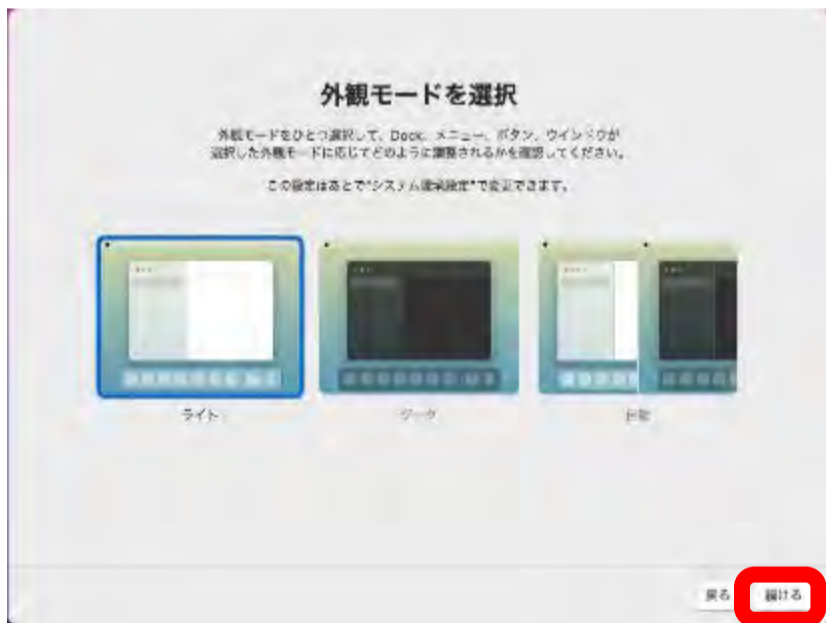 外観モードを選択
外観モードをひとつ選択して、Dock、メニュー、ボタン、ウインドウが
選択した外観モードに応じてどのように調整されるかを確認してください。
この設定はあとで"システム環境設定"で変更できます。
ライト
ダーク
自動
戻る
続ける